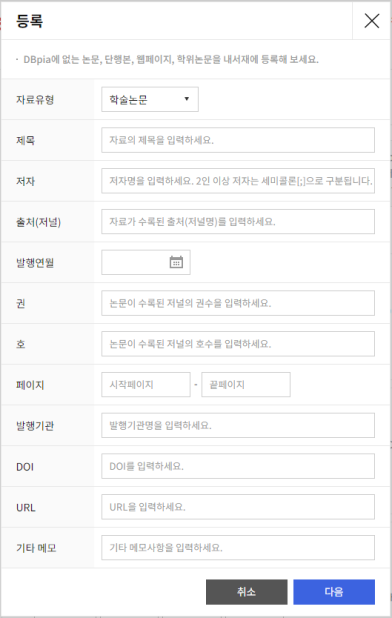 등록
· DBpia에 없는 논문, 단행본, 웹페이지, 학위논문을 내서재에 등록해 보세요.
자료유형 학술논문
제목 자료의 제목을 입력하세요.
저자 저자명을 입력하세요. 2인 이상 저자는 세미콜론[;]으로 구분됩니다.
출처(저널) 자료가 수록된 출처(저널명)를 입력하세요.
발행연월
권 논문이 수록된 저널의 권수를 입력하세요.
호 논문이 수록된 저널의 호수를 입력하세요.
페이지 시작페이지 - 끝페이지
발행기관 발행기관명을 입력하세요.
DOI DOI를 입력하세요.
URL URL을 입력하세요.
기타 메모 기타 메모사항을 입력하세요.
취소 다음